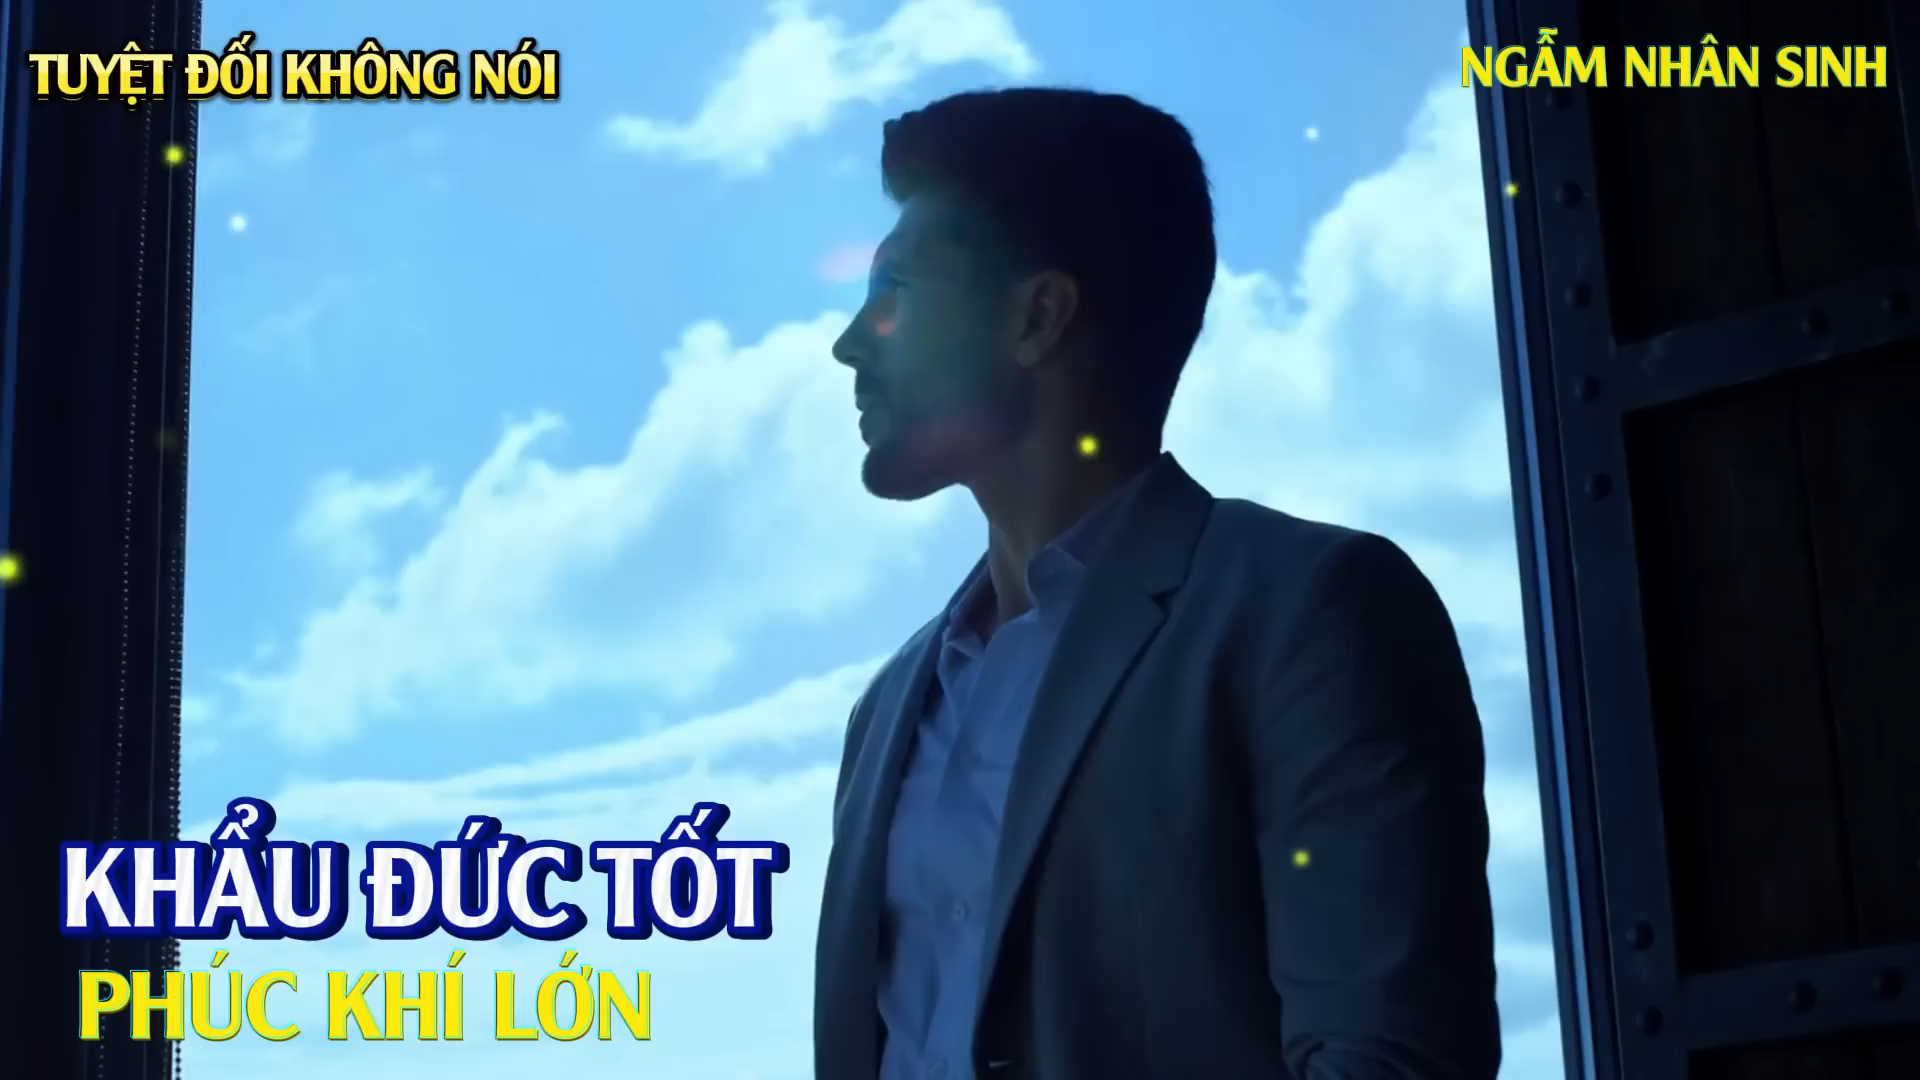 TUYỆT ĐỐI KHÔNG NÓI
NGẪM NHÂN SINH
KHẨU ĐỨC TỐT
PHÚC KHÍ LỚN